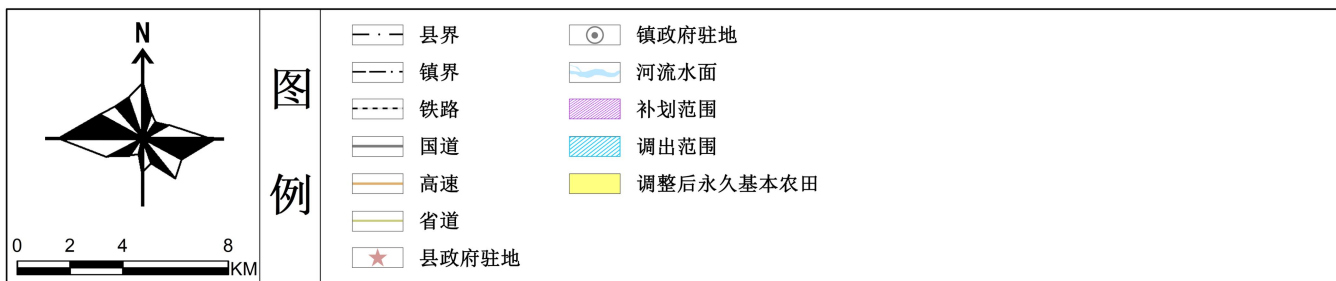 N
0 2 4 8
KM
图
例
县界
镇界
铁路
国道
高速
省道
县政府驻地
镇政府驻地
河流水面
补划范围
调出范围
调整后永久基本农田